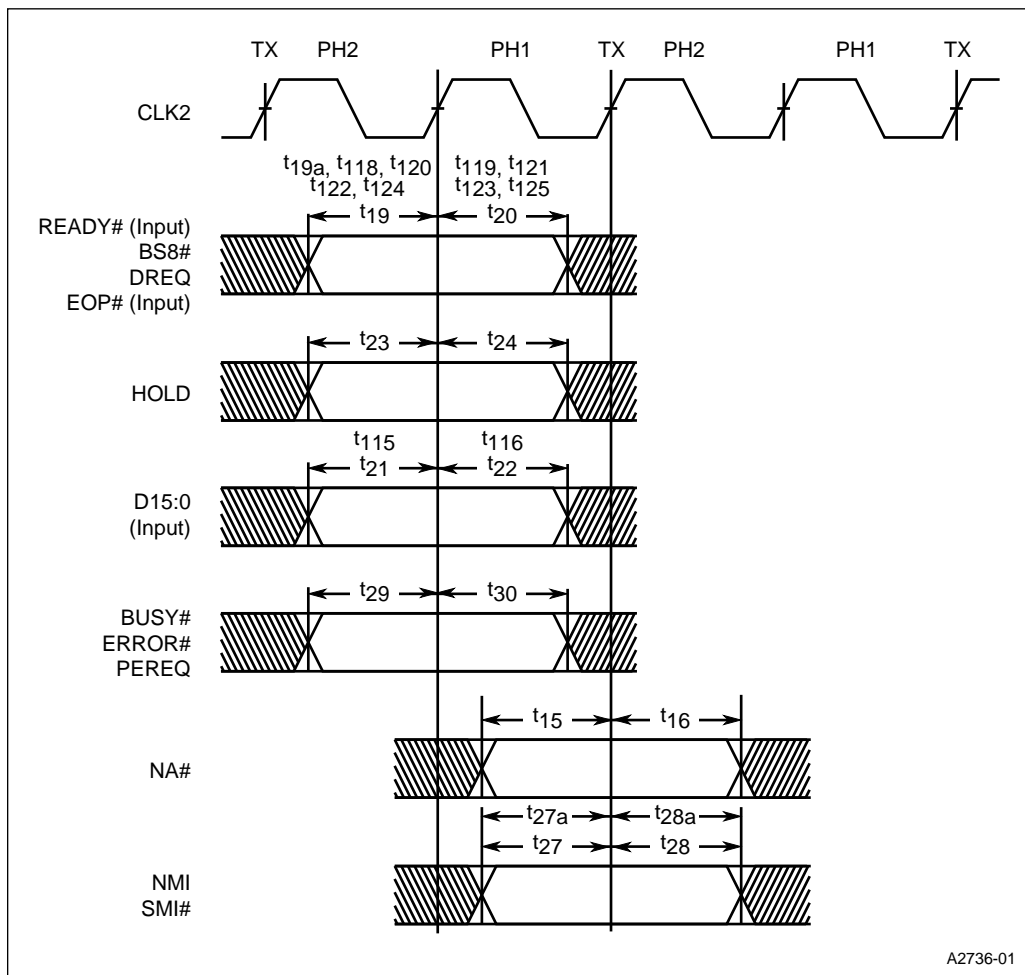 TX PH2 PH1 TX PH2 PH1 TX
CLK2
t19a, t118, t120 t119, t121
t122, t124 t123, t125
t19 t20
READY# (Input)
BS8#
DREQ
EOP# (Input)
t23 t24
HOLD
t115 t116
t21 t22
D15:0
(Input)
t29 t30
BUSY#
ERROR#
PEREQ
t15 t16
NA#
t27a t28a
t27 t28
NMI
SMI#
A2736-01